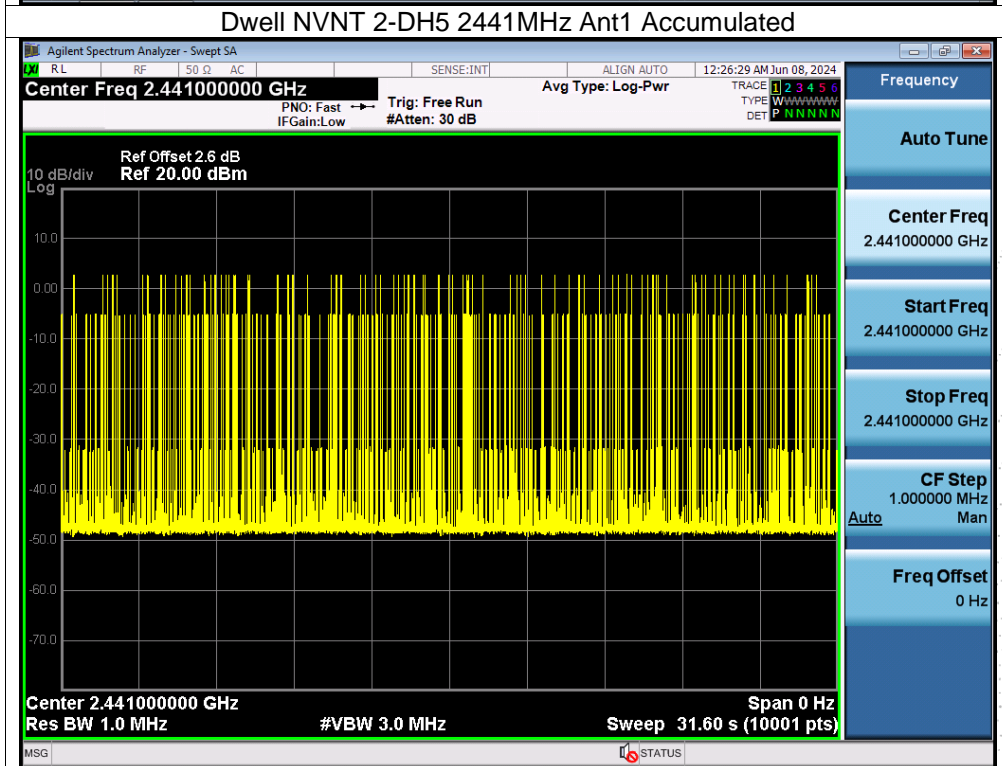 Dwell NVNT 2-DH5 2441MHz Ant1 Accumulated
Agilent Spectrum Analyzer - Swept SA
LXI RL RF 50 Ω AC SENSE:INT ALIGN AUTO 12:26:29 AM Jun 08, 2024
Center Freq 2.441000000 GHz
PNO: Fast
IFGain:Low
Trig: Free Run
#Atten: 30 dB
Avg Type: Log-Pwr
TRACE 1 2 3 4 5 6
TYPE WWWWWW
DET P N N N N N
Ref Offset 2.6 dB
10 dB/div Ref 20.00 dBm
Log
10.0
0.00
-10.0
-20.0
-30.0
-40.0
-50.0
-60.0
-70.0
Center 2.441000000 GHz Span 0 Hz
Res BW 1.0 MHz #VBW 3.0 MHz Sweep 31.60 s (10001 pts)
MSG STATUS
Frequency
Auto Tune
Center Freq
2.441000000 GHz
Start Freq
2.441000000 GHz
Stop Freq
2.441000000 GHz
CF Step
1.000000 MHz
Auto Man
Freq Offset
0 Hz